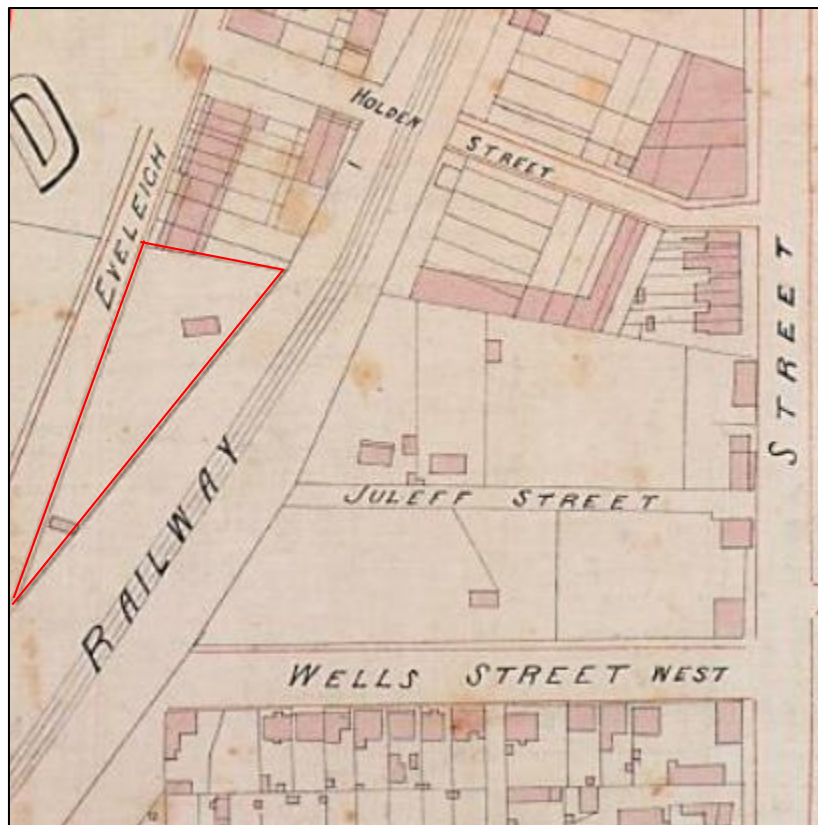 D
HOLDEN
STREET
EVELEIGH
STREET
RAILWAY
JULEFF STREET
WELLS STREET WEST